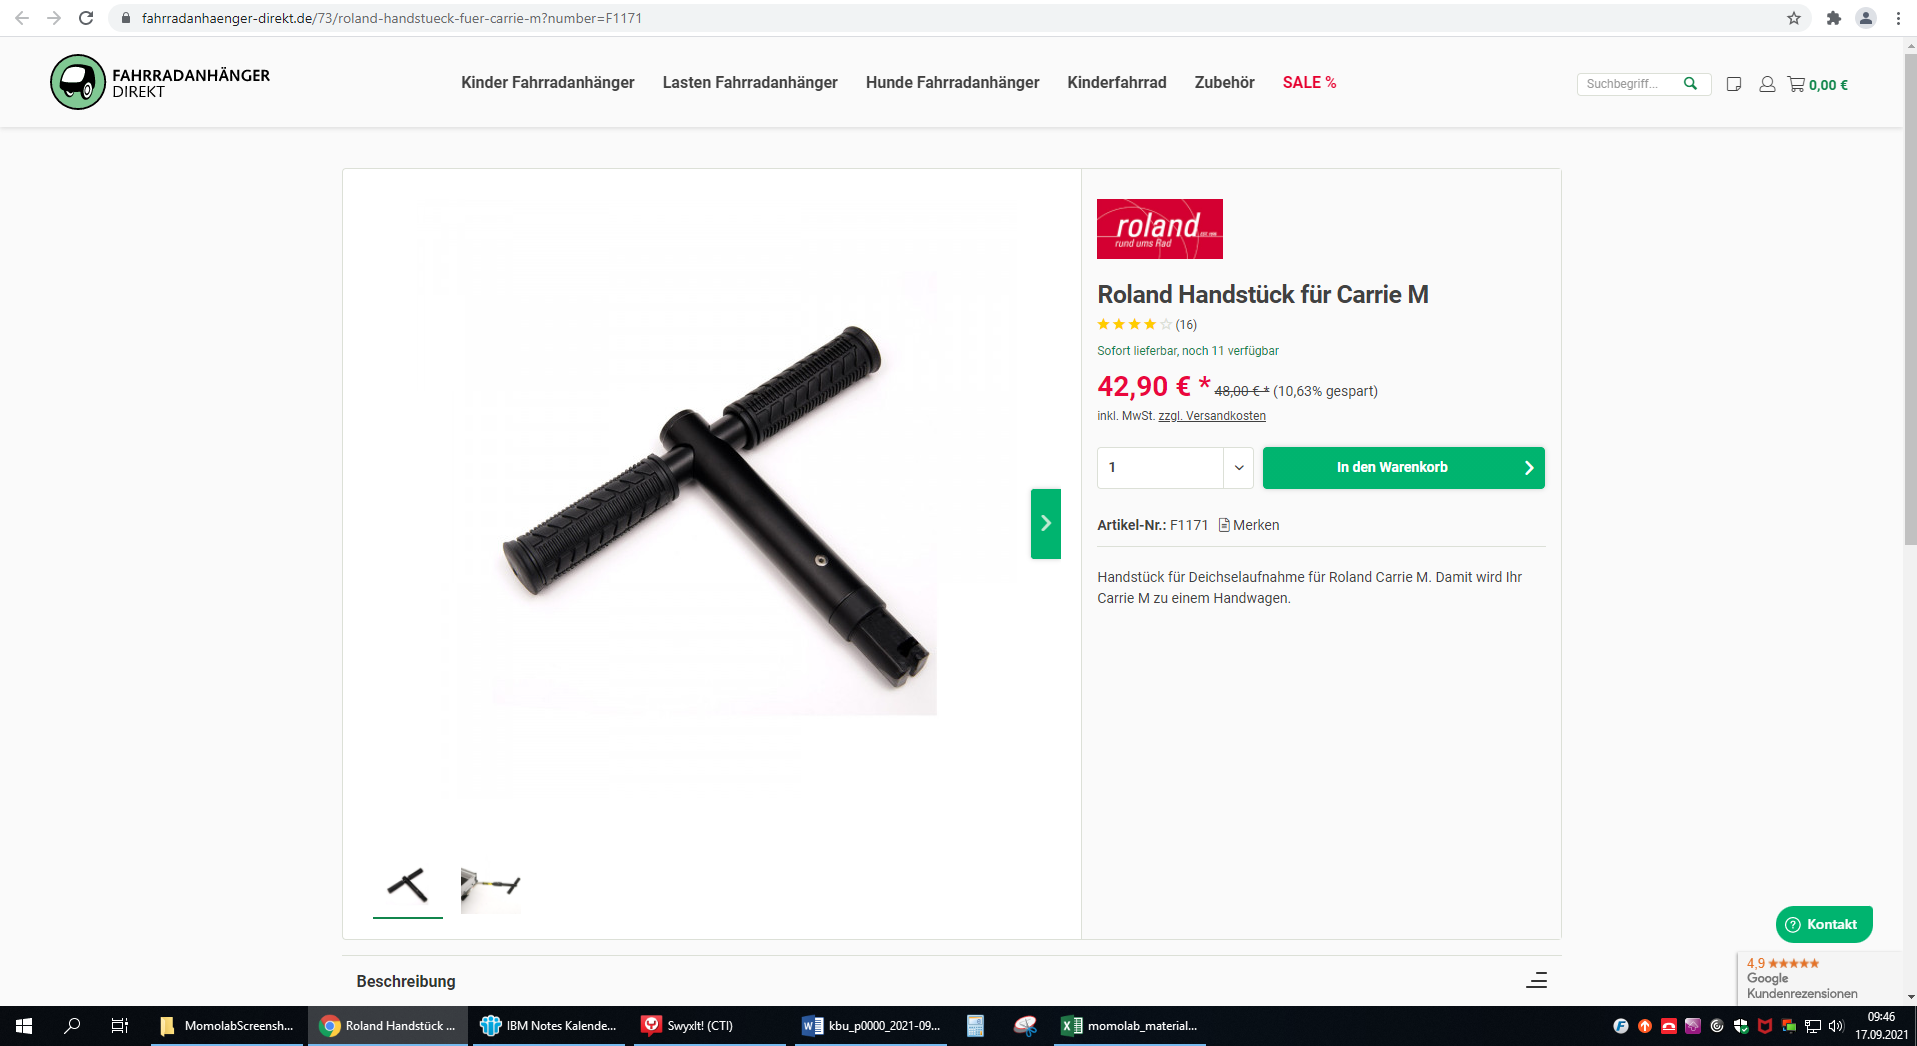 fahrradanhaenger-direkt.de/73/roland-handstueck-fuer-carrie-m?number=F1171
FAHRRADANHÄNGER
DIREKT
Kinder Fahrradanhänger
Lasten Fahrradanhänger
Hunde Fahrradanhänger
Kinderfahrrad
Zubehör
SALE %
Suchbegriff...
0,00 €
roland
rund ums Rad
Roland Handstück für Carrie M
(16)
Sofort lieferbar, noch 11 verfügbar
42,90 € * 48,00 € * (10,63% gespart)
inkl. MwSt. zzgl. Versandkosten
1
In den Warenkorb
Artikel-Nr.: F1171 Merken
Handstück für Deichselaufnahme für Roland Carrie M. Damit wird Ihr
Carrie M zu einem Handwagen.
Kontakt
4,9
Google
Kundenrezensionen
Beschreibung
MomolabScreensh...
Roland Handstück ...
IBM Notes Kalende...
SwyxIt! (CTI)
kbu_p0000_2021-09...
momolab_material...
09:46
17.09.2021